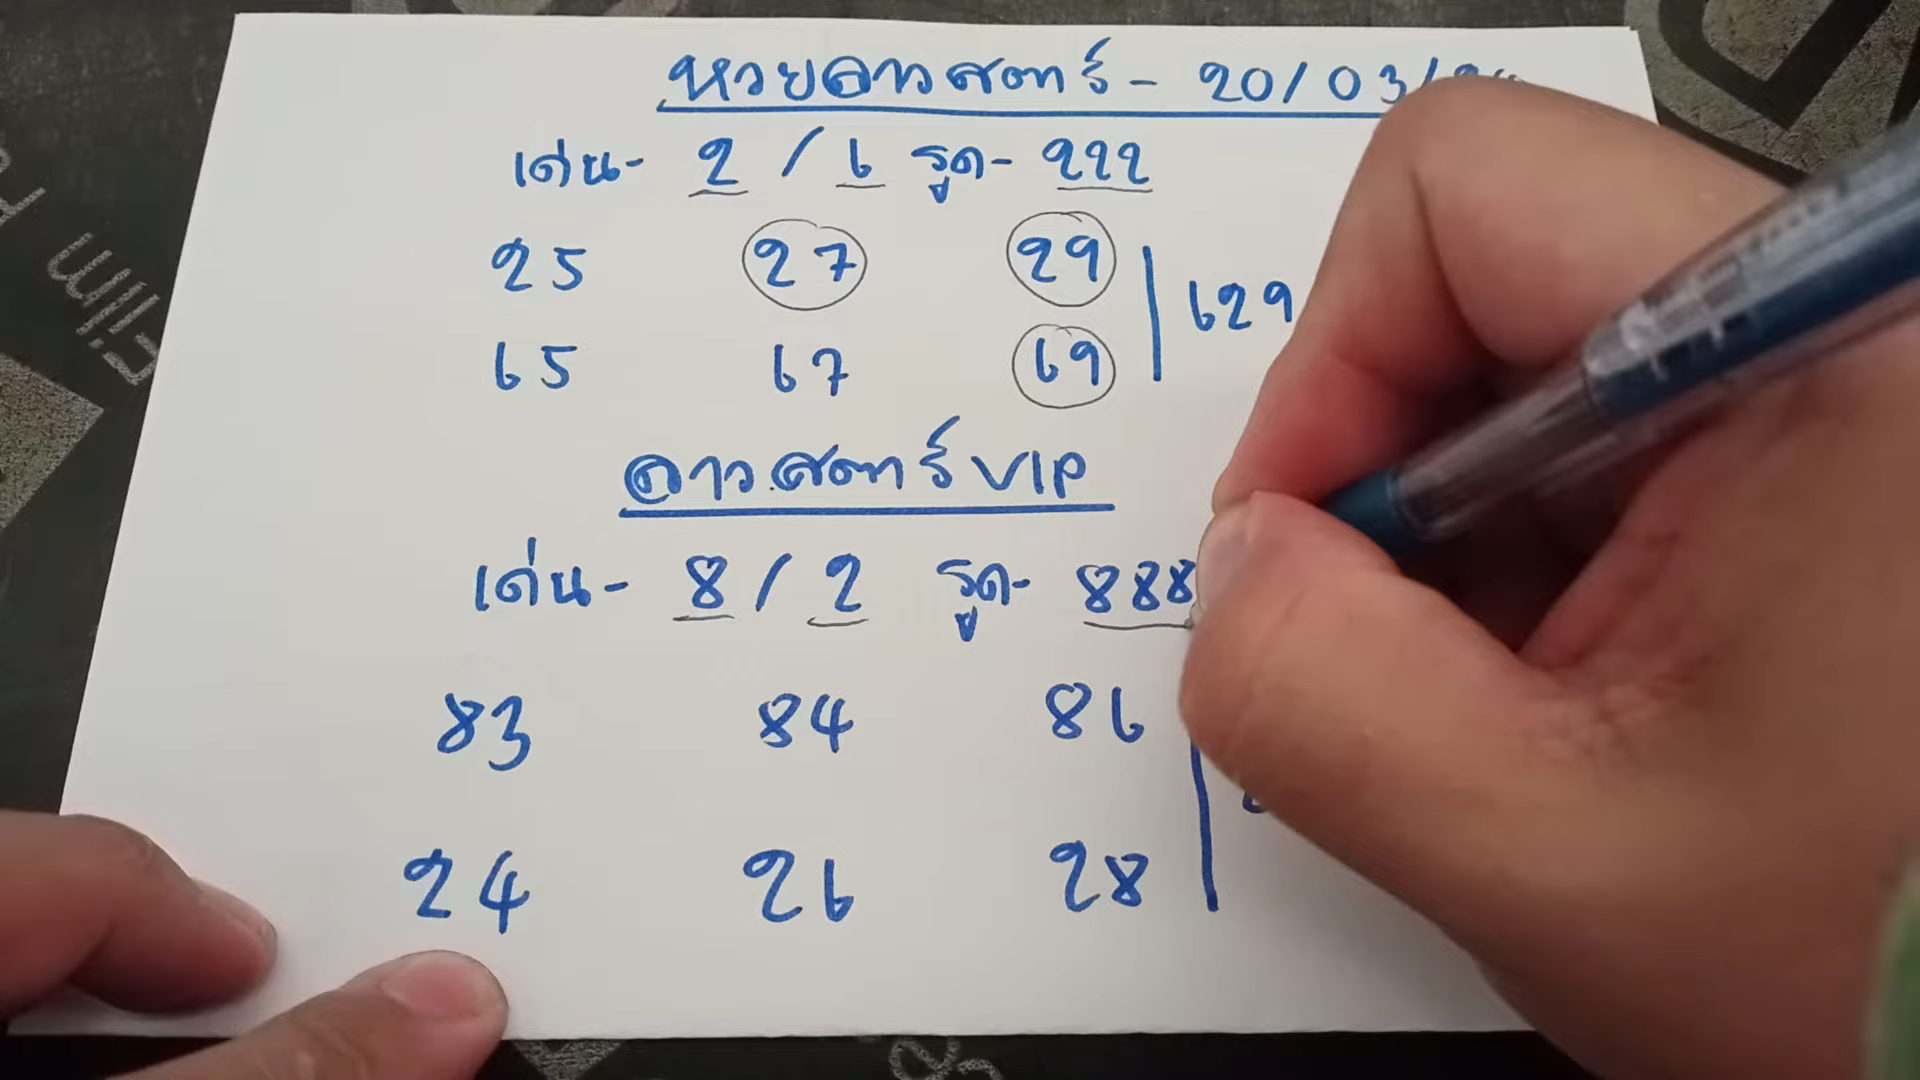 หวยลาวสตาร์ - 20/03/
เด่น- 2 / 6 รูด- 222
25 27 29
629
65 67 69
ลาวสตาร์ VIP
เด่น- 8 / 2 รูด- 888
83 84 86
24 26 28